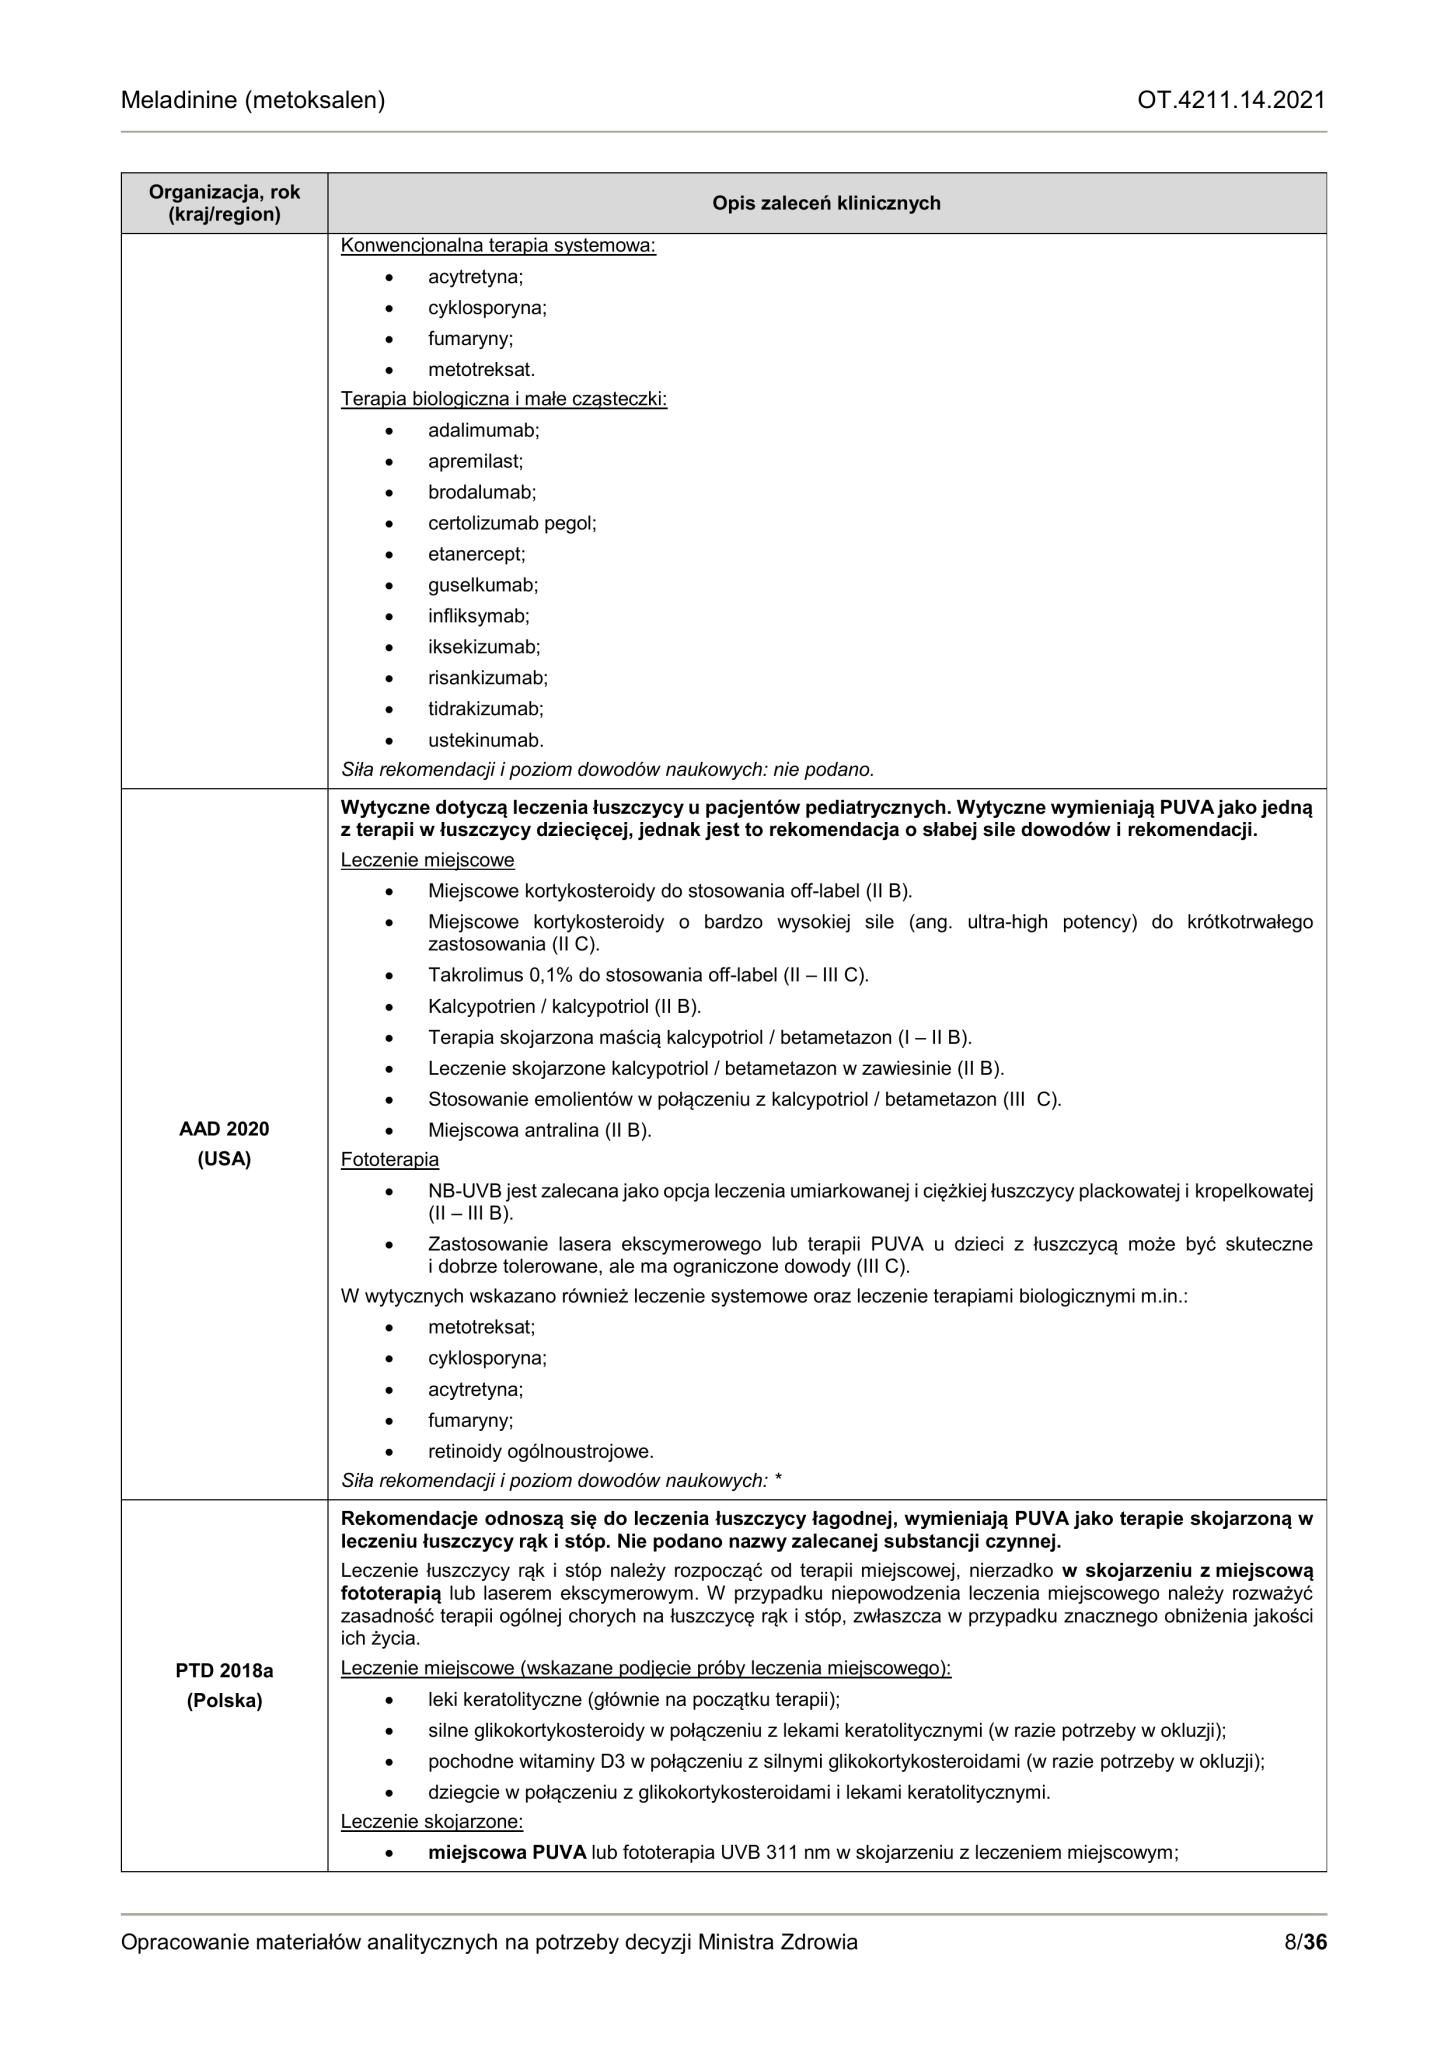 Meladinine (metoksalen)
OT.4211.14.2021
Organizacja, rok
(kraj/region)
Opis zaleceń klinicznych
Konwencjonalna terapia systemowa:
• acytretyna;
• cyklosporyna;
• fumaryny;
• metotreksat.
Terapia biologiczna i małe cząsteczki:
• adalimumab;
• apremilast;
• brodalumab;
• certolizumab pegol;
• etanercept;
• guselkumab;
• infliksymab;
• iksekizumab;
• risankizumab;
• tidrakizumab;
• ustekinumab.
Siła rekomendacji i poziom dowodów naukowych: nie podano.
AAD 2020
(USA)
Wytyczne dotyczą leczenia łuszczycy u pacjentów pediatrycznych. Wytyczne wymieniają PUVA jako jedną
z terapii w łuszczycy dziecięcej, jednak jest to rekomendacja o słabej sile dowodów i rekomendacji.
Leczenie miejscowe
• Miejscowe kortykosteroidy do stosowania off-label (II B).
• Miejscowe kortykosteroidy o bardzo wysokiej sile (ang. ultra-high potency) do krótkotrwałego
zastosowania (II C).
• Takrolimus 0,1% do stosowania off-label (II – III C).
• Kalcypotrien / kalcypotriol (II B).
• Terapia skojarzona maścią kalcypotriol / betametazon (I – II B).
• Leczenie skojarzone kalcypotriol / betametazon w zawiesinie (II B).
• Stosowanie emolientów w połączeniu z kalcypotriol / betametazon (III C).
• Miejscowa antralina (II B).
Fototerapia
• NB-UVB jest zalecana jako opcja leczenia umiarkowanej i ciężkiej łuszczycy plackowatej i kropelkowatej
(II – III B).
• Zastosowanie lasera ekscymerowego lub terapii PUVA u dzieci z łuszczycą może być skuteczne
i dobrze tolerowane, ale ma ograniczone dowody (III C).
W wytycznych wskazano również leczenie systemowe oraz leczenie terapiami biologicznymi m.in.:
• metotreksat;
• cyklosporyna;
• acytretyna;
• fumaryny;
• retinoidy ogólnoustrojowe.
Siła rekomendacji i poziom dowodów naukowych: *
PTD 2018a
(Polska)
Rekomendacje odnoszą się do leczenia łuszczycy łagodnej, wymieniają PUVA jako terapie skojarzoną w
leczeniu łuszczycy rąk i stóp. Nie podano nazwy zalecanej substancji czynnej.
Leczenie łuszczycy rąk i stóp należy rozpocząć od terapii miejscowej, nierzadko w skojarzeniu z miejscową
fototerapią lub laserem ekscymerowym. W przypadku niepowodzenia leczenia miejscowego należy rozważyć
zasadność terapii ogólnej chorych na łuszczycę rąk i stóp, zwłaszcza w przypadku znacznego obniżenia jakości
ich życia.
Leczenie miejscowe (wskazane podjęcie próby leczenia miejscowego):
• leki keratolityczne (głównie na początku terapii);
• silne glikokortykosteroidy w połączeniu z lekami keratolitycznymi (w razie potrzeby w okluzji);
• pochodne witaminy D3 w połączeniu z silnymi glikokortykosteroidami (w razie potrzeby w okluzji);
• dziegcie w połączeniu z glikokortykosteroidami i lekami keratolitycznymi.
Leczenie skojarzone:
• miejscowa PUVA lub fototerapia UVB 311 nm w skojarzeniu z leczeniem miejscowym;
Opracowanie materiałów analitycznych na potrzeby decyzji Ministra Zdrowia
8/36